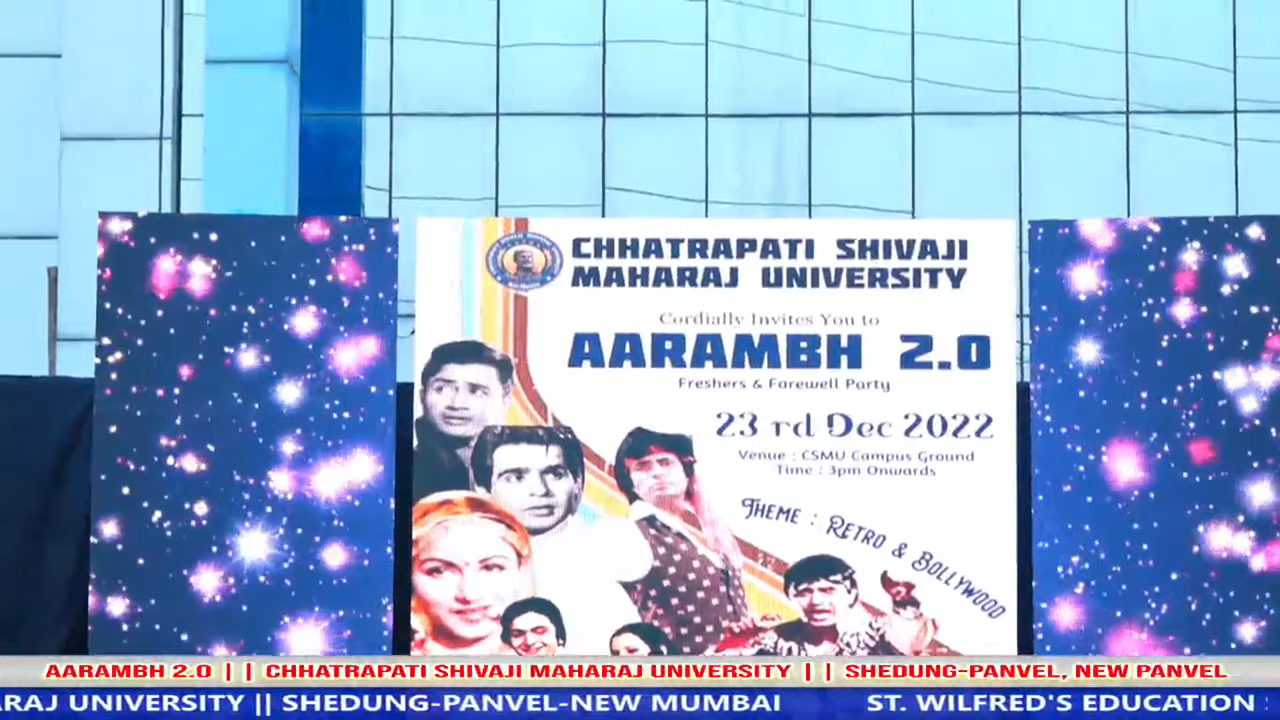 CHHATRAPATI SHIVAJI
MAHARAJ UNIVERSITY
Cordially Invites You to
AARAMBH 2.0
Freshers & Farewell Party
23 rd Dec 2022
Venue : CSMU Campus Ground
Time : 3pm Onwards
THEME : RETRO & BOLLYWOOD
AARAMBH 2.0 || CHHATRAPATI SHIVAJI MAHARAJ UNIVERSITY || SHEDUNG-PANVEL, NEW PANVEL
RAJ UNIVERSITY || SHEDUNG-PANVEL-NEW MUMBAI ST. WILFRED'S EDUCATION